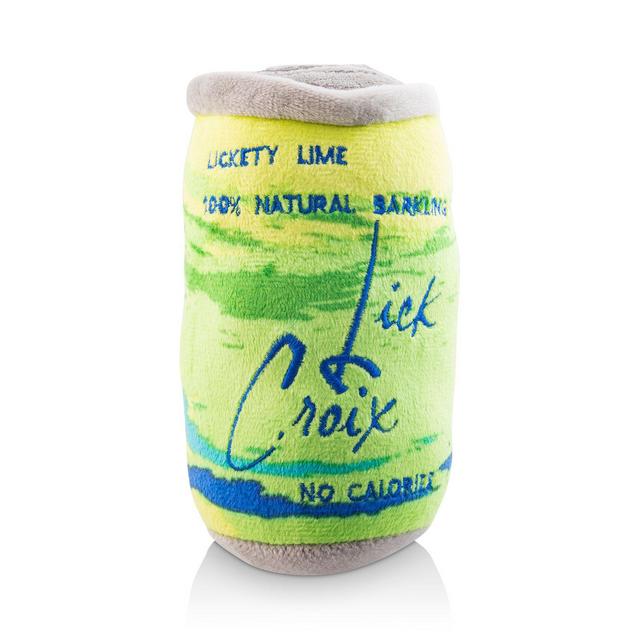 LICKETY LIME
100% NATURAL BARKLING
Lick
Croix
NO CALORIES